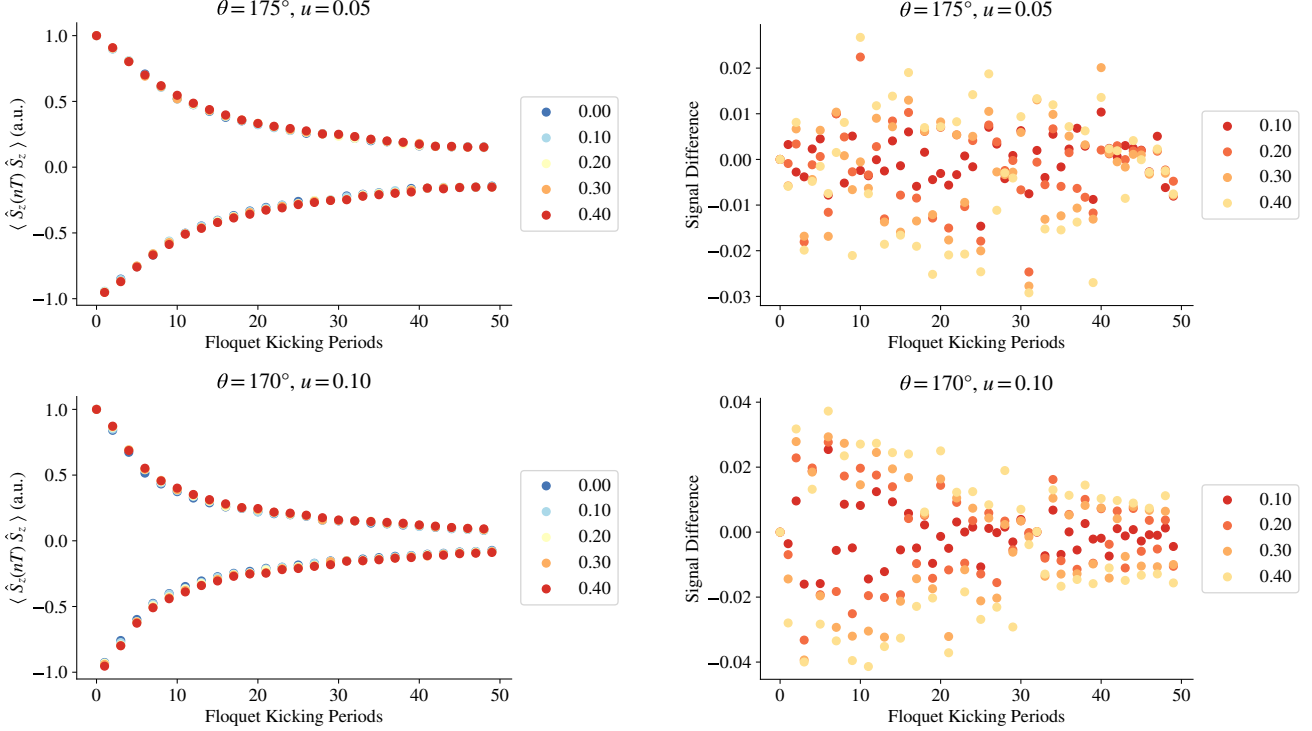 θ = 175°, u = 0.05
⟨ Ŝz(nT) Ŝz ⟩ (a.u.)
1.0
0.5
0.0
−0.5
−1.0
0 10 20 30 40 50
Floquet Kicking Periods
0.00
0.10
0.20
0.30
0.40
θ = 175°, u = 0.05
Signal Difference
0.02
0.01
0.00
−0.01
−0.02
−0.03
0 10 20 30 40 50
Floquet Kicking Periods
0.10
0.20
0.30
0.40
θ = 170°, u = 0.10
⟨ Ŝz(nT) Ŝz ⟩ (a.u.)
1.0
0.5
0.0
−0.5
−1.0
0 10 20 30 40 50
Floquet Kicking Periods
0.00
0.10
0.20
0.30
0.40
θ = 170°, u = 0.10
Signal Difference
0.04
0.02
0.00
−0.02
−0.04
0 10 20 30 40 50
Floquet Kicking Periods
0.10
0.20
0.30
0.40